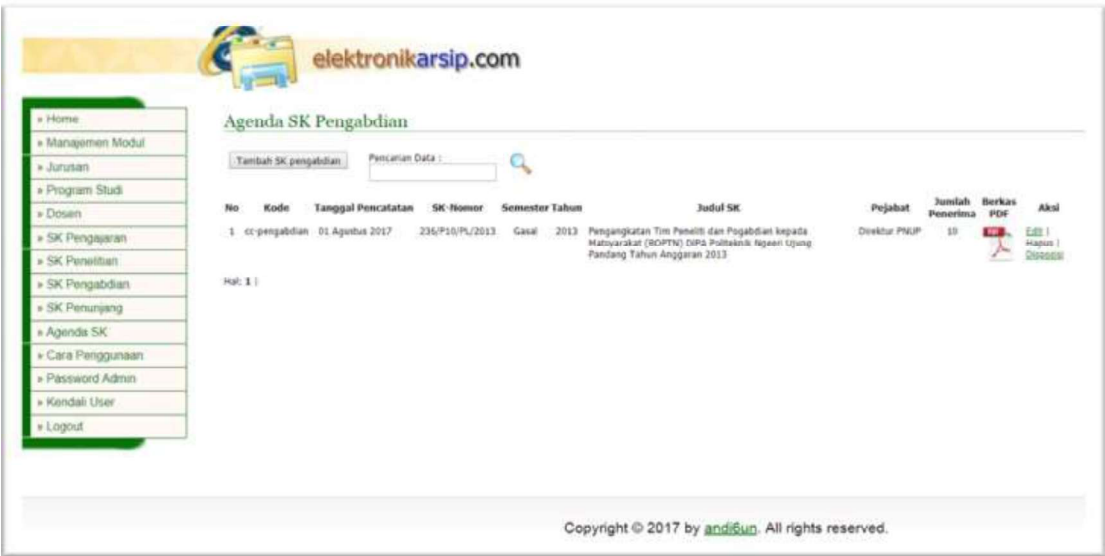 elektronikarsip.com
» Home
» Manajemen Modul
» Jurusan
» Program Studi
» Dosen
» SK Pengajaran
» SK Penelitian
» SK Pengabdian
» SK Penunjang
» Agenda SK
» Cara Penggunaan
» Password Admin
» Kendali User
» Logout
Agenda SK Pengabdian
Tambah SK pengabdian
Pencarian Data :
No Kode Tanggal Pencatatan SK-Nomor Semester Tahun Judul SK Pejabat Jumlah Penerima Berkas PDF Aksi
1 cc-pengabdian 01 Agustus 2017 236/P10/PL/2013 Gasal 2013 Pengangkatan Tim Peneliti dan Pogabdian kepada Direktur PNUP 10 PDF Edit |
Matsyarakat (BOPTN) DIPA Politeknik Ngeeri Ujung Hapus |
Pandang Tahun Anggaran 2013 Disposisi
Hal: 1 |
Copyright © 2017 by andi6un. All rights reserved.